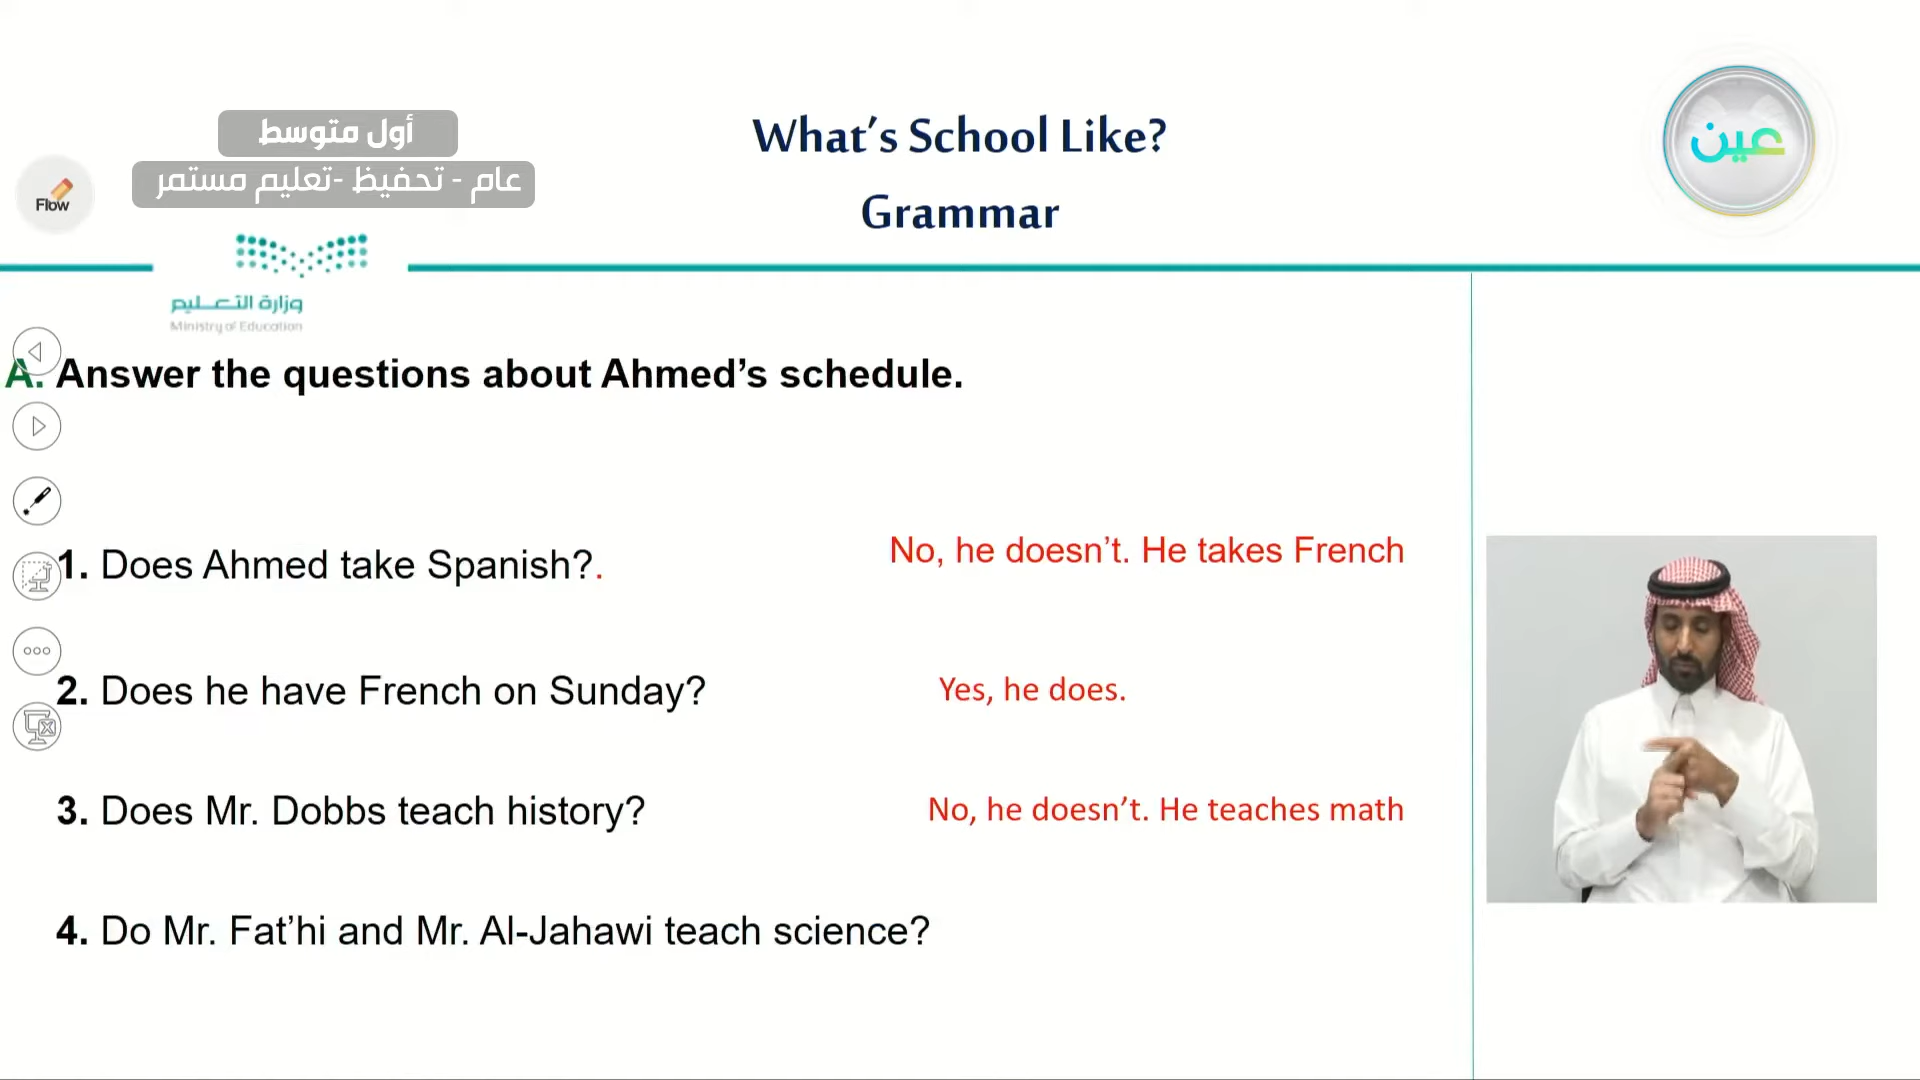 أول متوسط
عام - تحفيظ -تعليم مستمر
Flow
What's School Like?
Grammar
عين
وزارة التعليم
Ministry of Education
A. Answer the questions about Ahmed’s schedule.
1. Does Ahmed take Spanish?.
No, he doesn’t. He takes French
2. Does he have French on Sunday?
Yes, he does.
3. Does Mr. Dobbs teach history?
No, he doesn’t. He teaches math
4. Do Mr. Fat’hi and Mr. Al-Jahawi teach science?